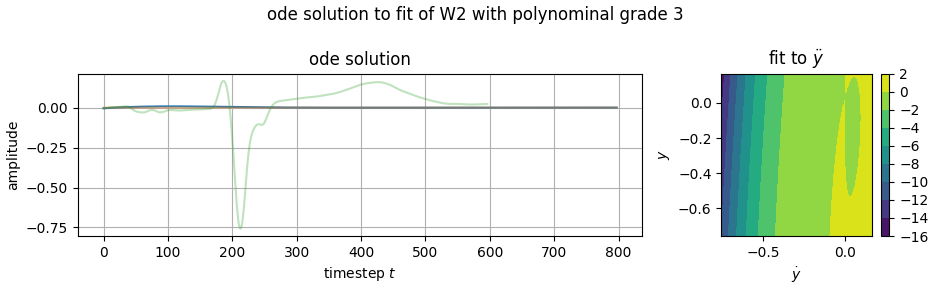 ode solution to fit of W2 with polynominal grade 3
ode solution
amplitude
0.00
−0.25
−0.50
−0.75
0 100 200 300 400 500 600 700 800
timestep t
fit to ÿ
y
0.0
−0.2
−0.4
−0.6
−0.5 0.0
ẏ
2
0
−2
−4
−6
−8
−10
−12
−14
−16